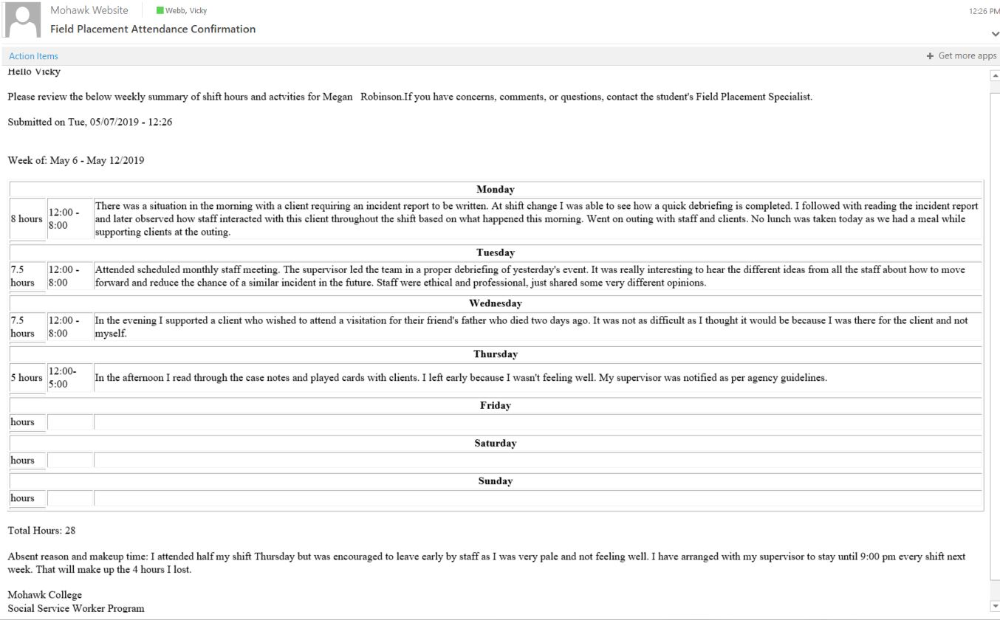 Mohawk Website
Webb, Vicky
12:26 PM
Field Placement Attendance Confirmation
Action Items
+ Get more apps
Hello Vicky
Please review the below weekly summary of shift hours and actvities for Megan   Robinson.If you have concerns, comments, or questions, contact the student's Field Placement Specialist.
Submitted on Tue, 05/07/2019 - 12:26
Week of: May 6 - May 12/2019
Monday
8 hours
12:00 -
8:00
There was a situation in the morning with a client requiring an incident report to be written. At shift change I was able to see how a quick debriefing is completed. I followed with reading the incident report
and later observed how staff interacted with this client throughout the shift based on what happened this morning. Went on outing with staff and clients. No lunch was taken today as we had a meal while
supporting clients at the outing.
Tuesday
7.5
hours
12:00 -
8:00
Attended scheduled monthly staff meeting. The supervisor led the team in a proper debriefing of yesterday's event. It was really interesting to hear the different ideas from all the staff about how to move
forward and reduce the chance of a similar incident in the future. Staff were ethical and professional, just shared some very different opinions.
Wednesday
7.5
hours
12:00 -
8:00
In the evening I supported a client who wished to attend a visitation for their friend's father who died two days ago. It was not as difficult as I thought it would be because I was there for the client and not
myself.
Thursday
5 hours
12:00-
5:00
In the afternoon I read through the case notes and played cards with clients. I left early because I wasn't feeling well. My supervisor was notified as per agency guidelines.
Friday
hours
Saturday
hours
Sunday
hours
Total Hours: 28
Absent reason and makeup time: I attended half my shift Thursday but was encouraged to leave early by staff as I was very pale and not feeling well. I have arranged with my supervisor to stay until 9:00 pm every shift next
week. That will make up the 4 hours I lost.
Mohawk College
Social Service Worker Program